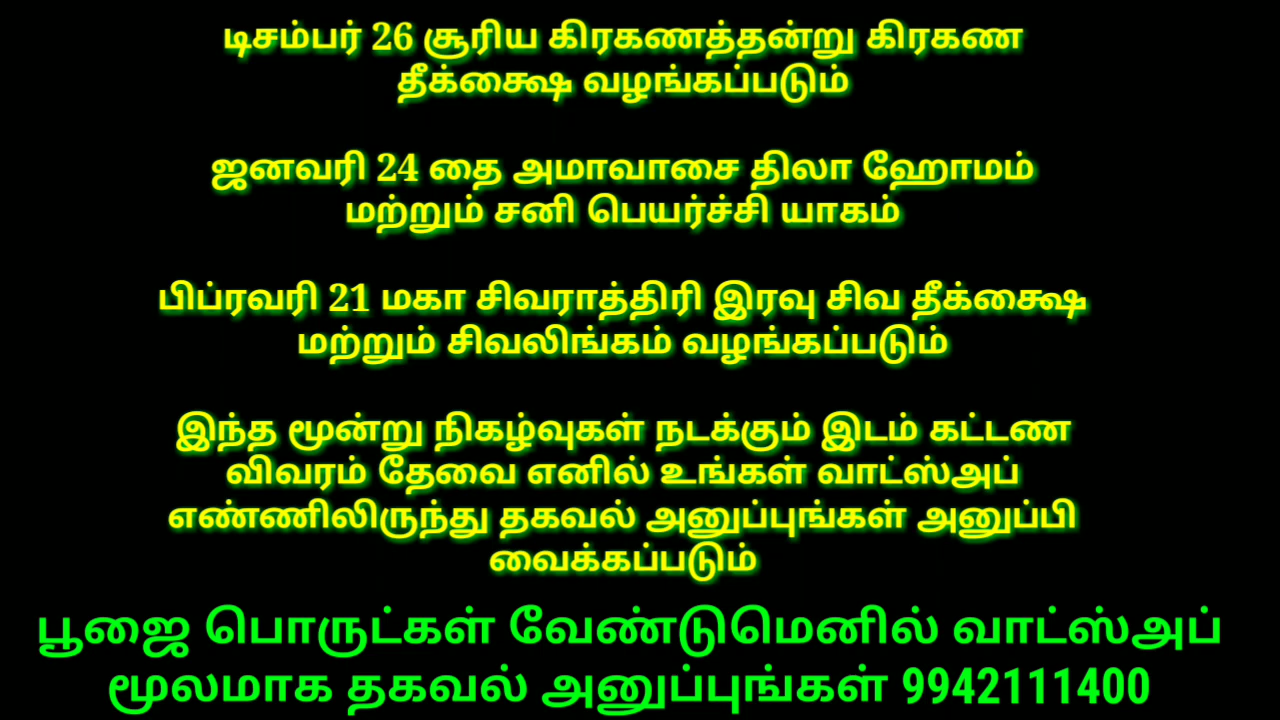 டிசம்பர் 26 சூரிய கிரகணத்தன்று கிரகண
தீக்க்ஷை வழங்கப்படும்
ஜனவரி 24 தை அமாவாசை திலா ஹோமம்
மற்றும் சனி பெயர்ச்சி யாகம்
பிப்ரவரி 21 மகா சிவராத்திரி இரவு சிவ தீக்க்ஷை
மற்றும் சிவலிங்கம் வழங்கப்படும்
இந்த மூன்று நிகழ்வுகள் நடக்கும் இடம் கட்டண
விவரம் தேவை எனில் உங்கள் வாட்ஸ்அப்
எண்ணிலிருந்து தகவல் அனுப்புங்கள் அனுப்பி
வைக்கப்படும்
பூஜை பொருட்கள் வேண்டுமெனில் வாட்ஸ்அப்
மூலமாக தகவல் அனுப்புங்கள் 9942111400